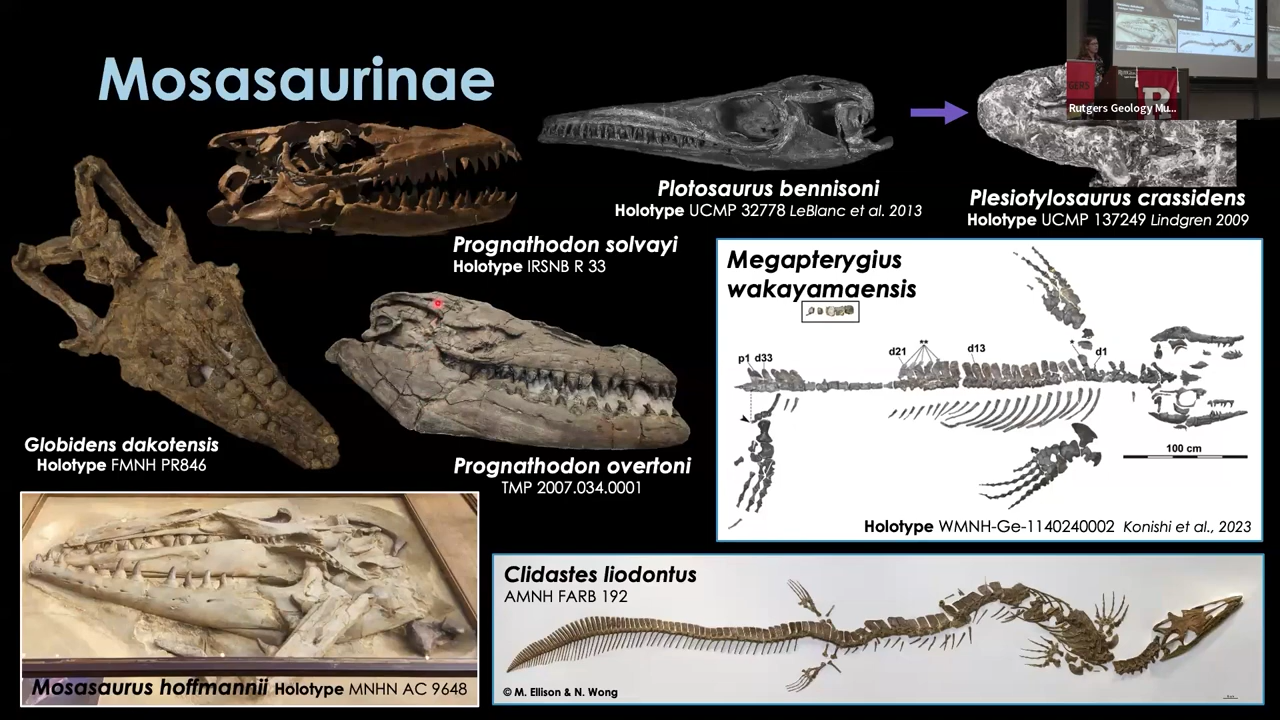 Mosasaurinae
Plotosaurus bennisoni
Holotype UCMP 32778 LeBlanc et al. 2013
Rutgers Geology Mu...
Plesiotylosaurus crassidens
Holotype UCMP 137249 Lindgren 2009
Prognathodon solvayi
Holotype IRSNB R 33
Globidens dakotensis
Holotype FMNH PR846
Prognathodon overtoni
TMP 2007.034.0001
Megapterygius
wakayamaensis
p1 d33
d21
**
d13
*
d1
100 cm
Holotype WMNH-Ge-1140240002 Konishi et al., 2023
Mosasaurus hoffmannii Holotype MNHN AC 9648
Clidastes liodontus
AMNH FARB 192
© M. Ellison & N. Wong